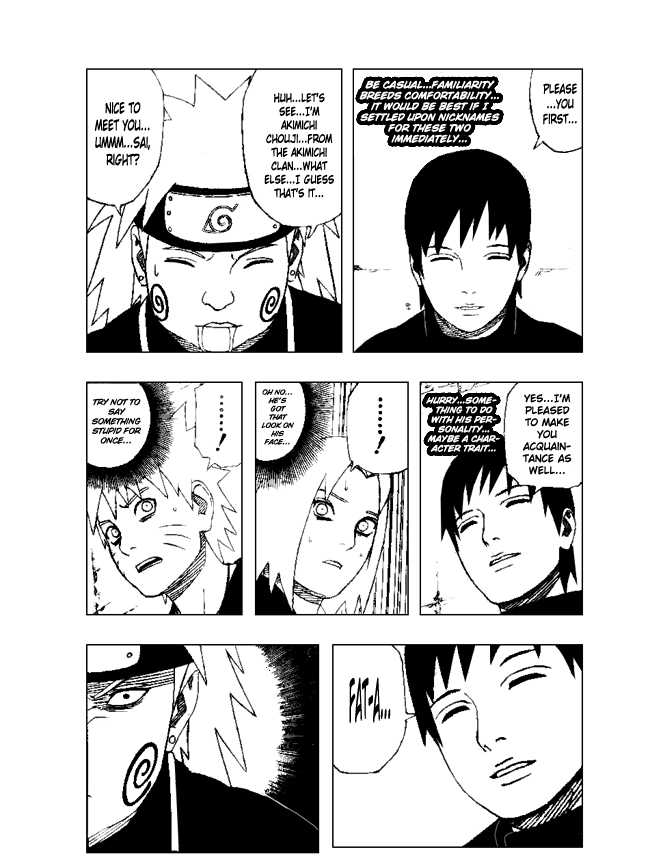 PLEASE
...YOU
FIRST...
BE CASUAL...FAMILIARITY
BREEDS COMFORTABILITY...
IT WOULD BE BEST IF I
SETTLED UPON NICKNAMES
FOR THESE TWO
IMMEDIATELY...
HUH...LET'S
SEE...I'M
AKIMICHI
CHOUJI...FROM
THE AKIMICHI
CLAN...WHAT
ELSE...I GUESS
THAT'S IT...
NICE TO
MEET YOU...
UMMM...SAI,
RIGHT?
YES...I'M
PLEASED
TO MAKE
YOU
ACQUAIN-
TANCE AS
WELL...
HURRY...SOME-
THING TO DO
WITH HIS PER-
SONALITY...
MAYBE A CHAR-
ACTER TRAIT...
......!
OH NO...
HE'S
GOT
THAT
LOOK ON
HIS
FACE...
......!
TRY NOT TO
SAY
SOMETHING
STUPID FOR
ONCE...
FAT-A...